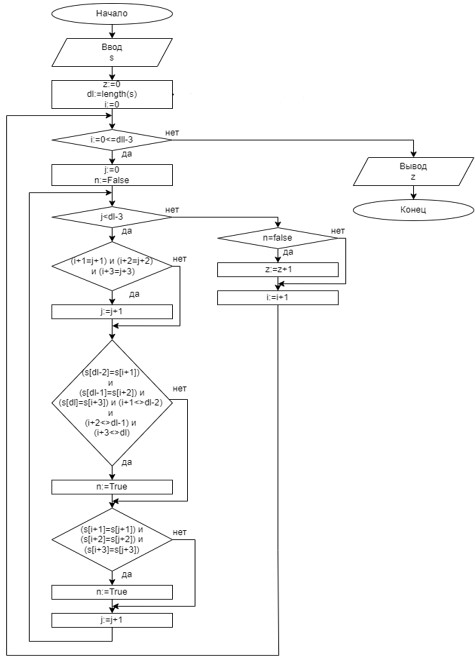 Начало
Ввод
s
z:=0
dl:=length(s)
i:=0
i:=0<=dll-3
нет
да
j:=0
n:=False
Вывод
z
Конец
j<dl-3
нет
да
n=false
нет
да
z:=z+1
i:=i+1
(i+1=j+1) и (i+2=j+2)
и (i+3=j+3)
нет
да
j:=j+1
(s[dl-2]=s[i+1])
и
(s[dl-1]=s[i+2]) и
(s[dl]=s[i+3]) и (i+1<>dl-2)
и
(i+2<>dl-1) и
(i+3<>dl)
нет
да
n:=True
(s[i+1]=s[j+1]) и
(s[i+2]=s[j+2]) и
(s[i+3]=s[j+3])
нет
да
n:=True
j:=j+1